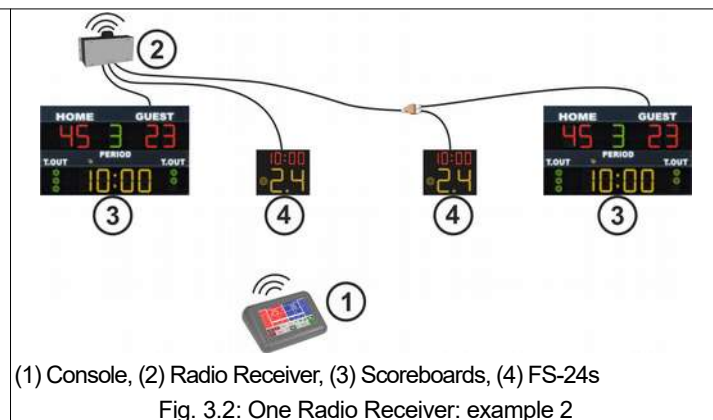 2
HOME GUEST
45 3 23
PERIOD
T.OUT T.OUT
10:00
3
10:00
2.4
4
10:00
2.4
4
HOME GUEST
45 3 23
PERIOD
T.OUT T.OUT
10:00
3
1
(1) Console, (2) Radio Receiver, (3) Scoreboards, (4) FS-24s
Fig. 3.2: One Radio Receiver: example 2